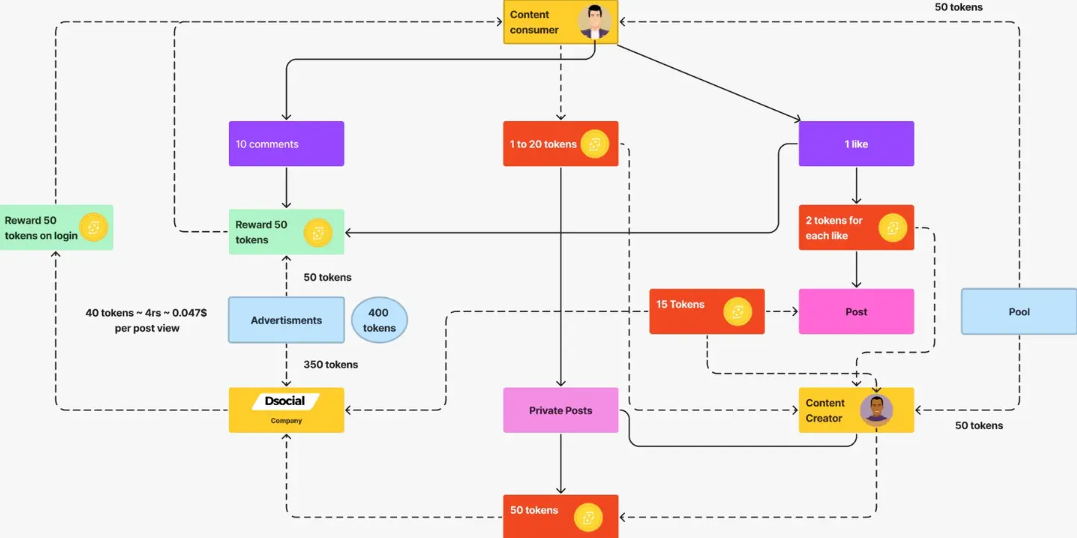 50 tokens
Content
consumer
10 comments
1 to 20 tokens
1 like
Reward 50
tokens on login
Reward 50
tokens
2 tokens for
each like
50 tokens
40 tokens ~ 4rs ~ 0.047$
per post view
Advertisments
400
tokens
15 Tokens
Post
Pool
350 tokens
Dsocial
Company
Private Posts
Content
Creator
50 tokens
50 tokens